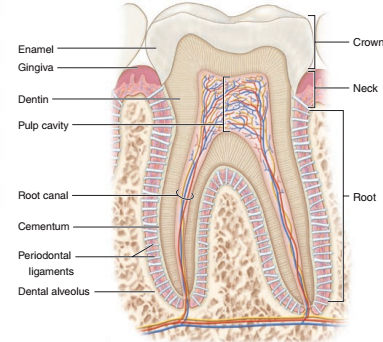 Enamel
Gingiva
Dentin
Pulp cavity
Root canal
Cementum
Periodontal
ligaments
Dental alveolus
Crown
Neck
Root